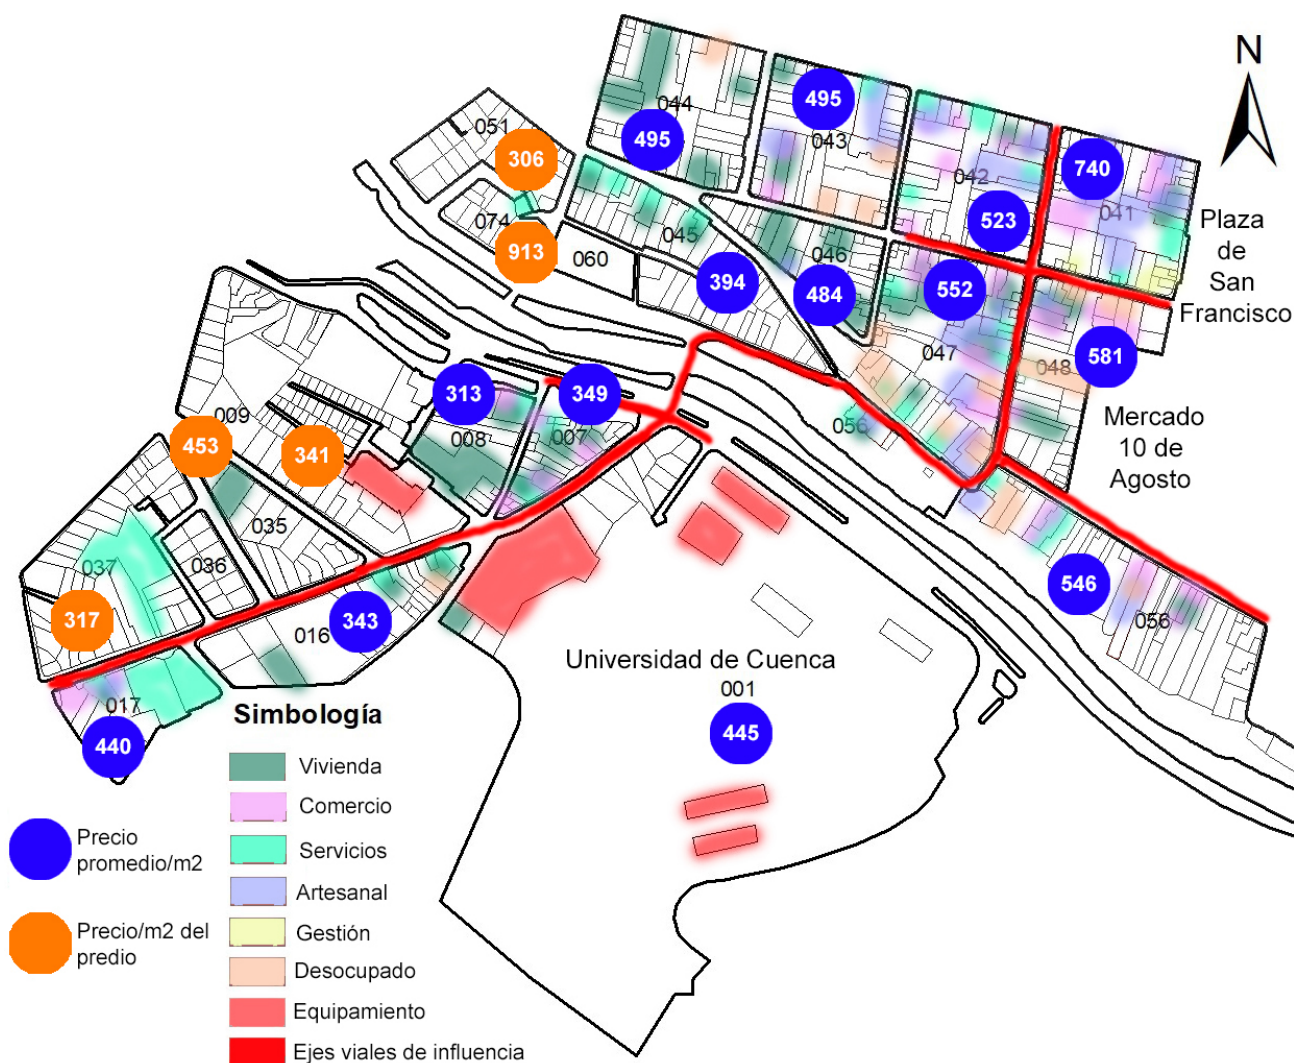 N
044
495
495
043
042
523
740
041
Plaza
de
San
Francisco
051
306
074
913
060
045
394
046
484
552
047
048
581
Mercado
10 de
Agosto
056
009
453
341
313
008
349
007
037
035
036
317
016
343
017
440
546
056
Universidad de Cuenca
001
445
Simbología
Vivienda
Comercio
Servicios
Artesanal
Gestión
Desocupado
Equipamiento
Ejes viales de influencia
Precio
promedio/m2
Precio/m2 del
predio